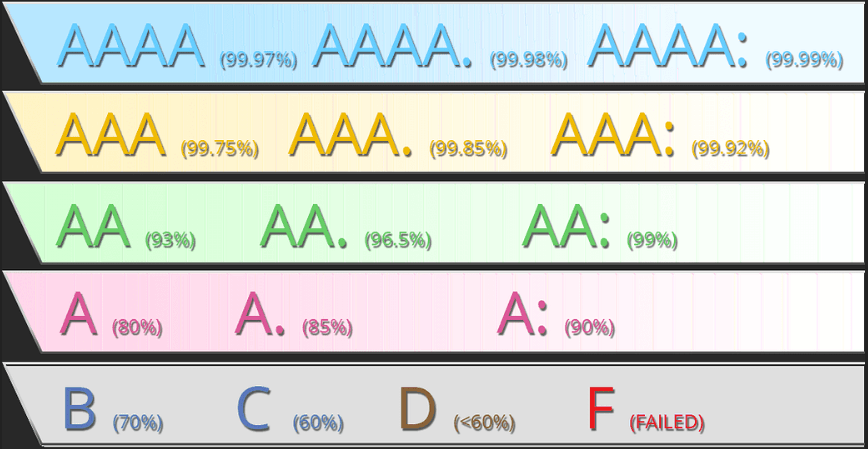 AAAA (99.97%) AAAA. (99.98%) AAAA: (99.99%)
AAA (99.75%) AAA. (99.85%) AAA: (99.92%)
AA (93%) AA. (96.5%) AA: (99%)
A (80%) A. (85%) A: (90%)
B (70%) C (60%) D (<60%) F (FAILED)